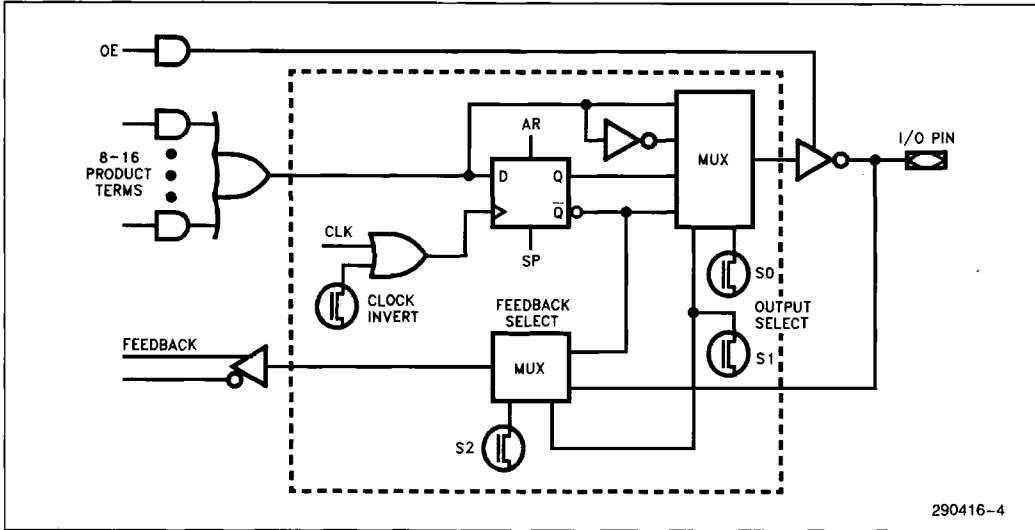 OE
I/O PIN
AR
8-16
PRODUCT
TERMS
MUX
D
Q
Q̅
CLK
SP
S0
CLOCK
INVERT
FEEDBACK
SELECT
OUTPUT
SELECT
FEEDBACK
MUX
S1
S2
290416-4